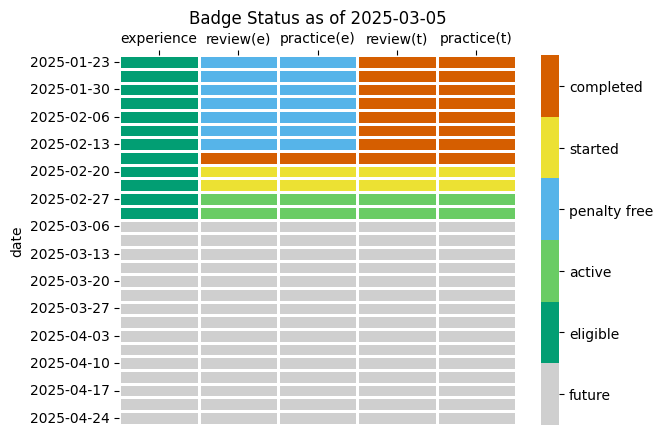 Badge Status as of 2025-03-05
experience review(e) practice(e) review(t) practice(t)
2025-01-23
2025-01-30
2025-02-06
2025-02-13
2025-02-20
2025-02-27
2025-03-06
2025-03-13
2025-03-20
2025-03-27
2025-04-03
2025-04-10
2025-04-17
2025-04-24
date
completed
started
penalty free
active
eligible
future